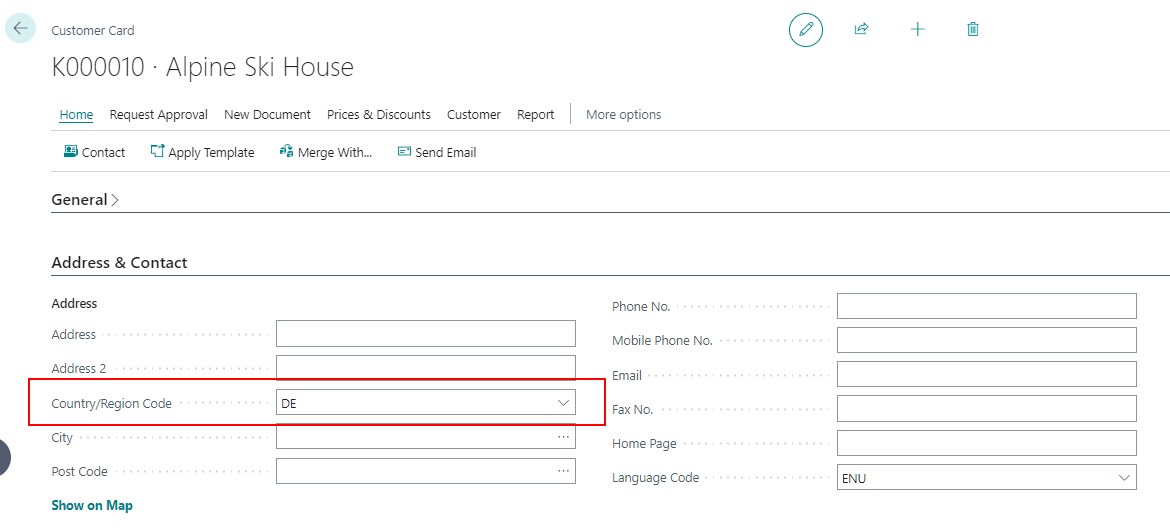 Customer Card
K000010 · Alpine Ski House
Home Request Approval New Document Prices & Discounts Customer Report More options
Contact Apply Template Merge With... Send Email
General
Address & Contact
Address
Address
Address 2
Country/Region Code DE
City
Post Code
Show on Map
Phone No.
Mobile Phone No.
Email
Fax No.
Home Page
Language Code ENU